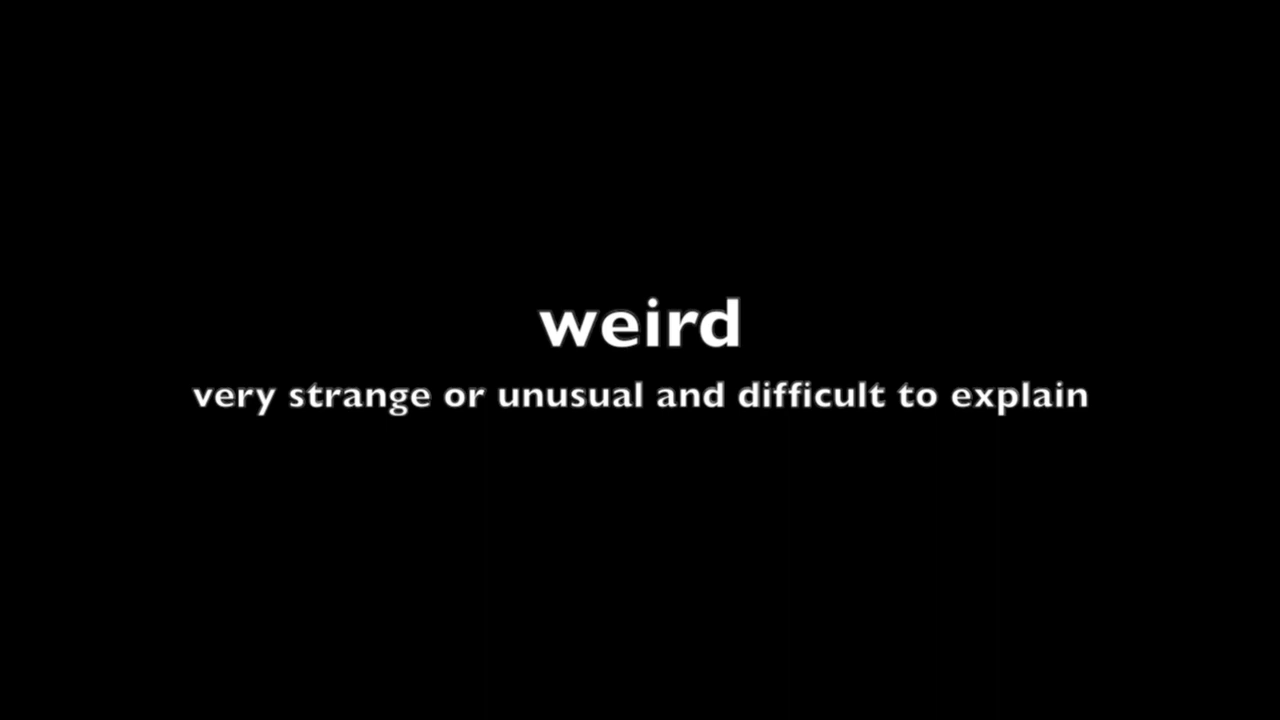 weird
very strange or unusual and difficult to explain